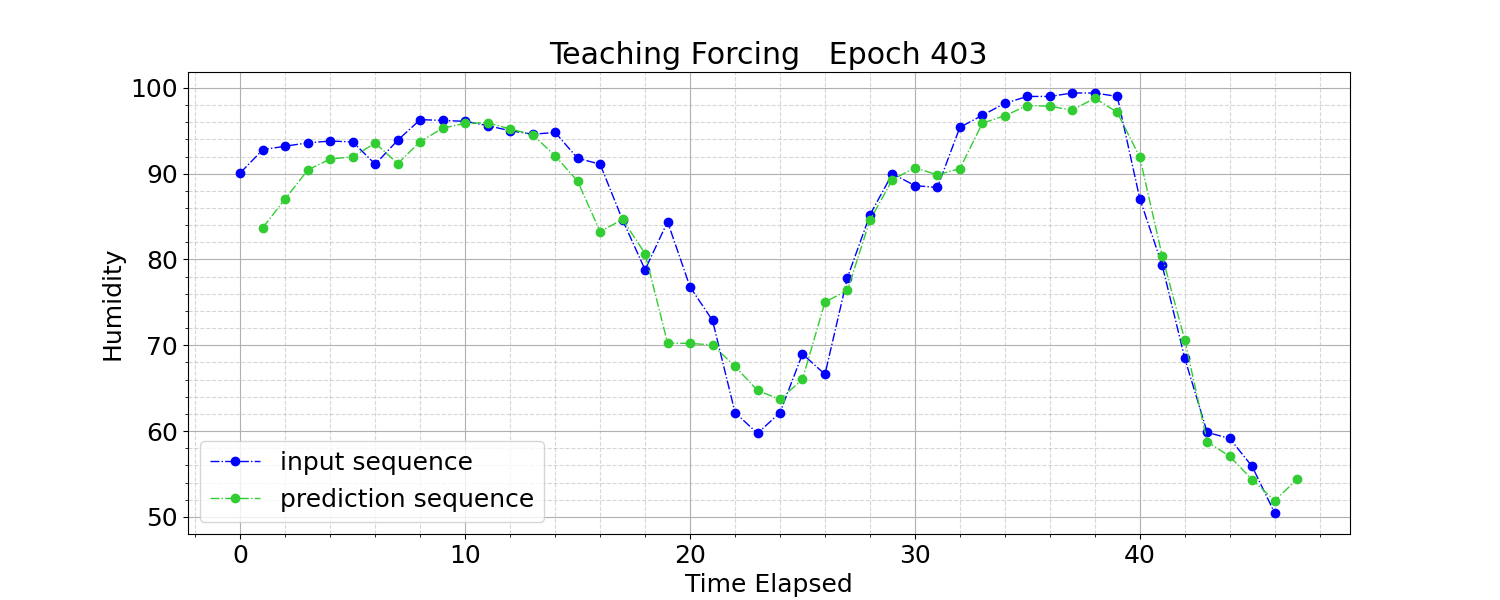 Teaching Forcing   Epoch 403
100
90
80
70
60
50
Humidity
input sequence
prediction sequence
0 10 20 30 40
Time Elapsed